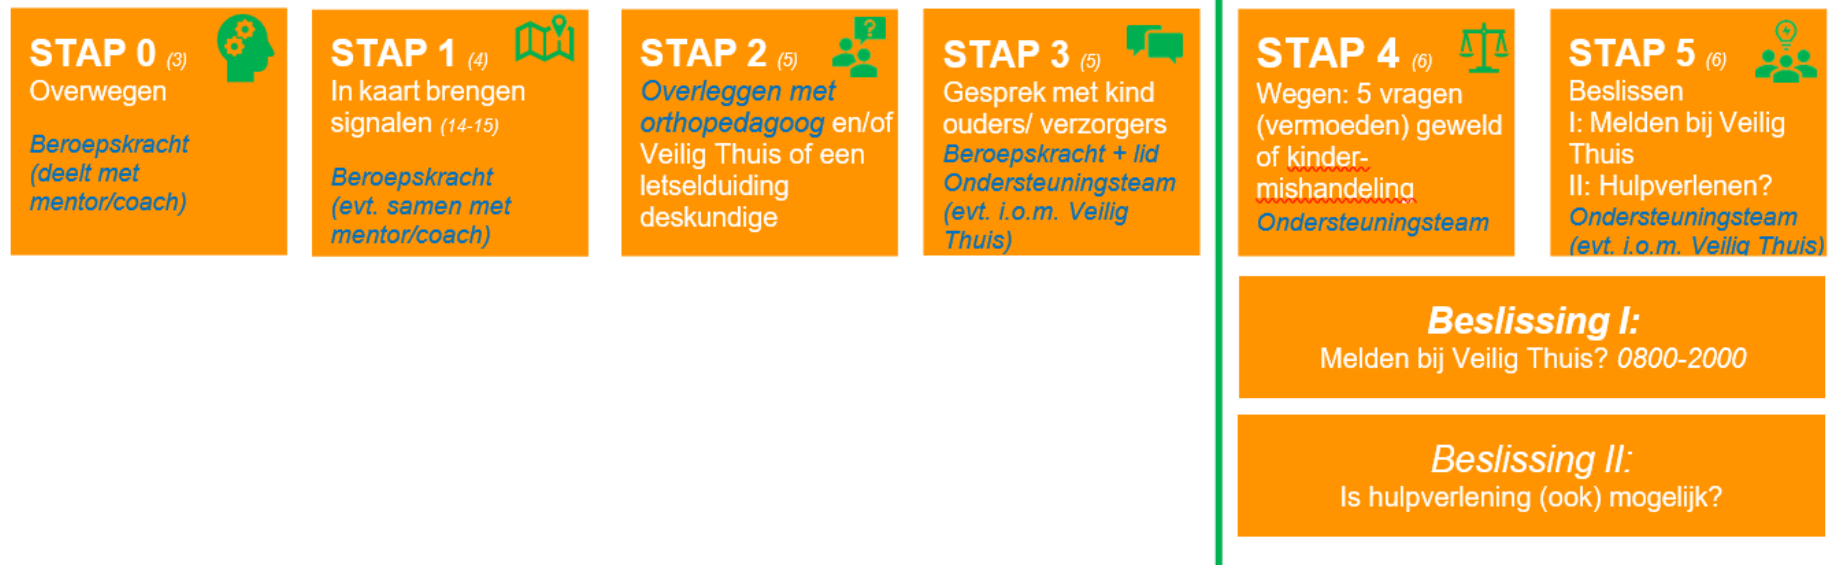 STAP 0 (3)
Overwegen
Beroepskracht
(deelt met
mentor/coach)
STAP 1 (4)
In kaart brengen
signalen (14-15)
Beroepskracht
(evt. samen met
mentor/coach)
STAP 2 (5)
Overleggen met
orthopedagoog en/of
Veilig Thuis of een
letselduiding
deskundige
?
STAP 3 (5)
Gesprek met kind
ouders/ verzorgers
Beroepskracht + lid
Ondersteuningsteam
(evt. i.o.m. Veilig
Thuis)
STAP 4 (6)
Wegen: 5 vragen
(vermoeden) geweld
of kinder-
mishandeling
Ondersteuningsteam
STAP 5 (6)
Beslissen
I: Melden bij Veilig
Thuis
II: Hulpverlenen?
Ondersteuningsteam
(evt. i.o.m. Veilig Thuis)
Beslissing I:
Melden bij Veilig Thuis? 0800-2000
Beslissing II:
Is hulpverlening (ook) mogelijk?